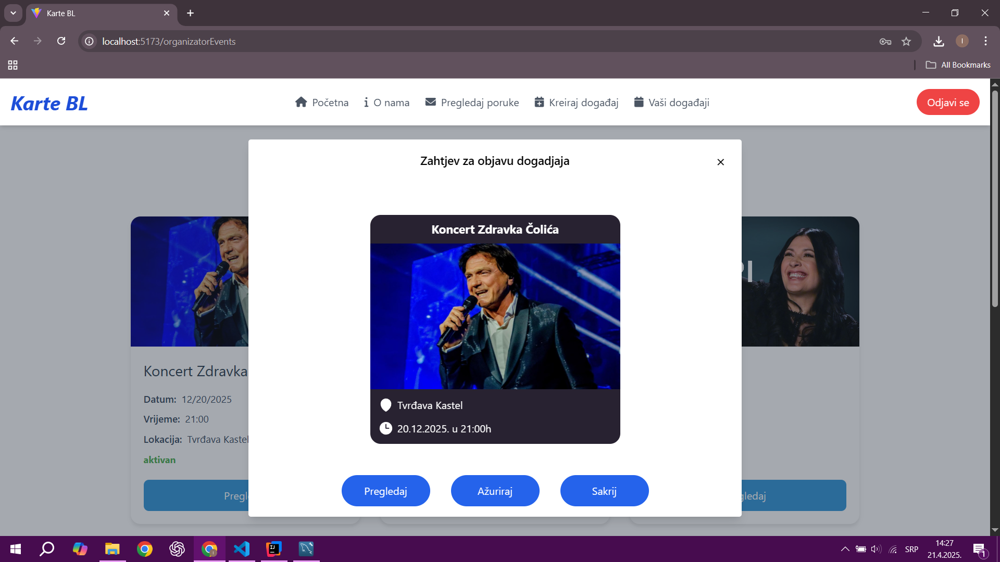 Karte BL
localhost:5173/organizatorEvents
All Bookmarks
Karte BL
Početna
O nama
Pregledaj poruke
Kreiraj događaj
Vaši događaji
Odjavi se
Zahtjev za objavu dogadjaja
Koncert Zdravka Čolića
Tvrđava Kastel
20.12.2025. u 21:00h
Pregledaj
Ažuriraj
Sakrij
Koncert Zdravka
Datum: 12/20/2025
Vrijeme: 21:00
Lokacija: Tvrđava Kastel
aktivan
Pregl
gledaj
SRP
14:27
21.4.2025.
1